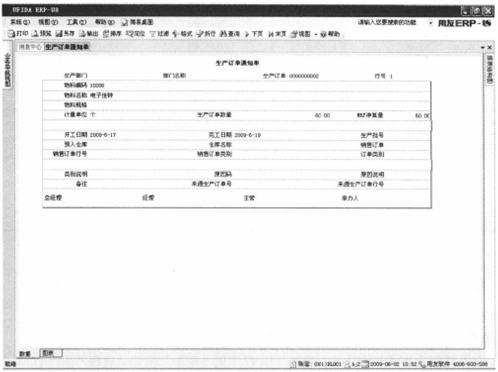 UFIDA ERP-U8
系统(S) 视图(V) 工具(T) 帮助(H) 简易桌面 请输入您要搜索的功能 用友ERP-U8
打印 预览 另存 输出 排序 定位 过滤 格式 折行 查询 下页 末页 视图 帮助
消息中心 生产订单通知单
生产订单通知单
生产部门 部门名称 生产订单 0000000002 行号 1
物料编码 10000
物料名称 电子挂钟
物料规格
计量单位 个 生产订单数量 60.00 MRP净算量 60.00
开工日期 2009-6-17 完工日期 2009-6-19 生产批号
预入仓库 仓库名称 销售订单
销售订单行号 销售订单类别 订单类别
类别说明 原因码 原因说明
备注 来源生产订单号 来源生产订单行号
总经理 经理 主管 承办人
数据 图表
就绪 账套: (001) 2009-06-02 10:52 用友软件 4006-600-588